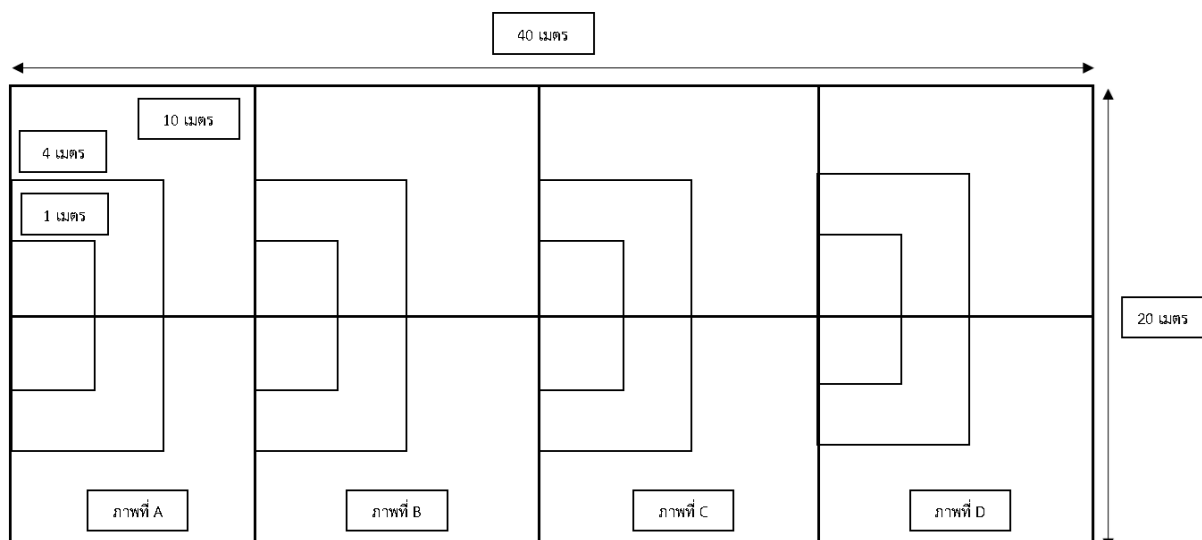 40 เมตร
10 เมตร
4 เมตร
1 เมตร
20 เมตร
ภาพที่ A
ภาพที่ B
ภาพที่ C
ภาพที่ D